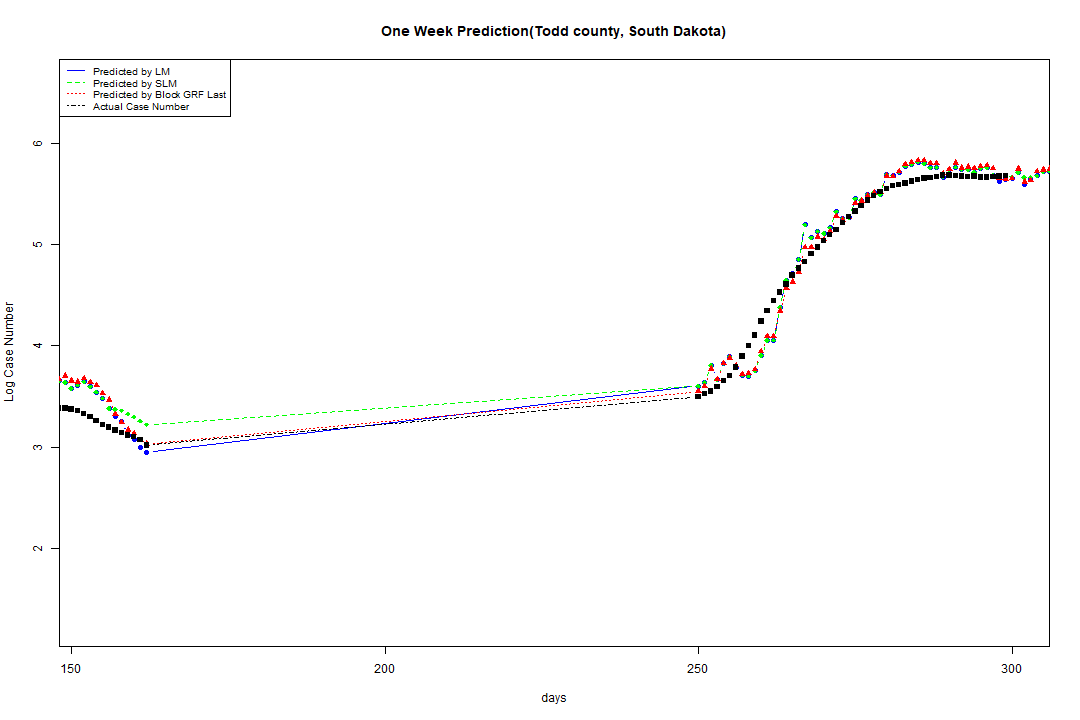 One Week Prediction(Todd county, South Dakota)
Predicted by LM
Predicted by SLM
Predicted by Block GRF Last
Actual Case Number
6
5
4
3
2
Log Case Number
150 200 250 300
days